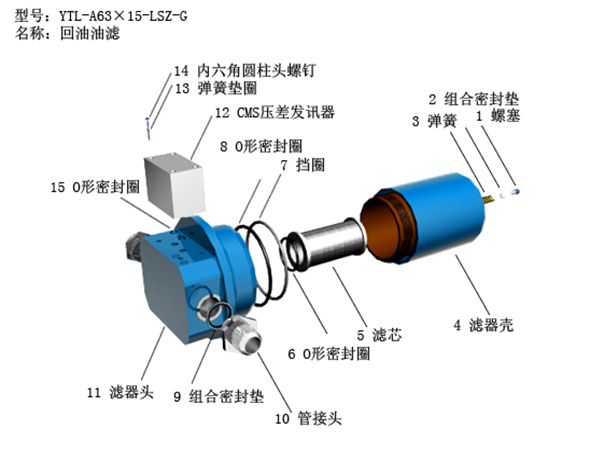 型号：YTL-A63×15-LSZ-G
名称：回油油滤
14 内六角圆柱头螺钉
13 弹簧垫圈
12 CMS压差发讯器
8 O形密封圈
7 挡圈
2 组合密封垫
1 螺塞
3 弹簧
15 O形密封圈
5 滤芯
4 滤器壳
6 O形密封圈
11 滤器头
9 组合密封垫
10 管接头